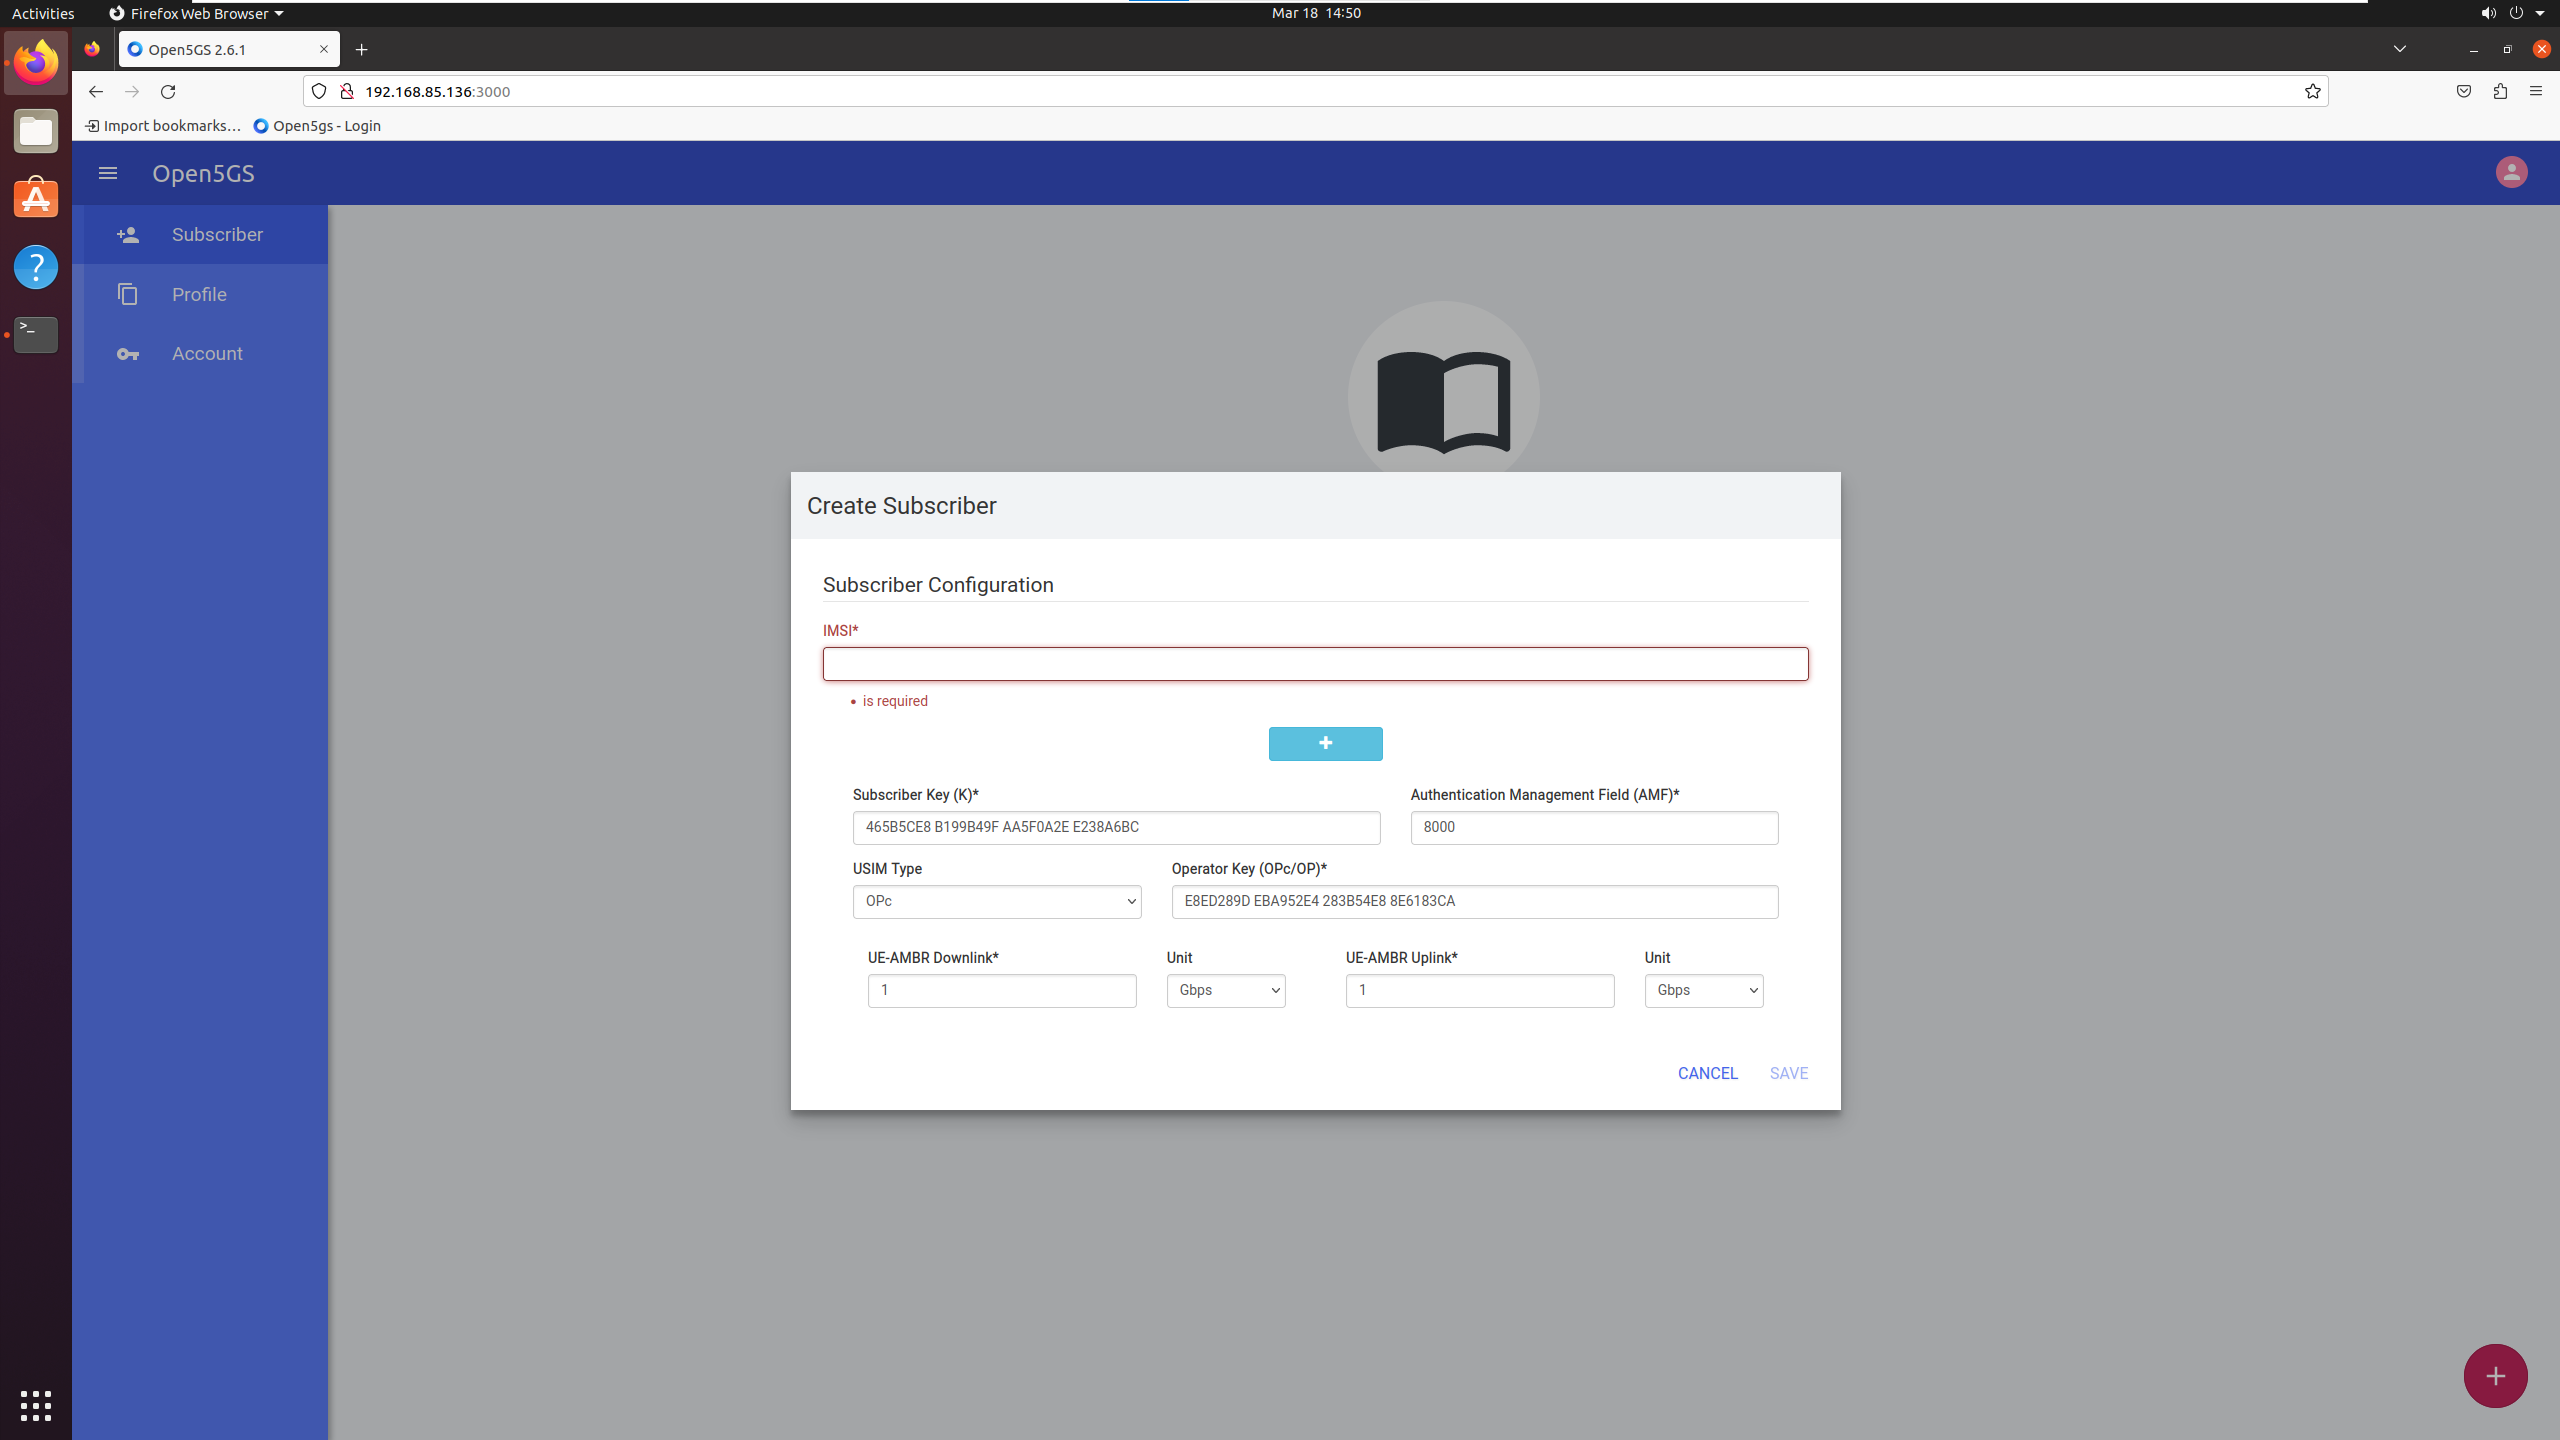 Activities Firefox Web Browser Mar 18 14:50
Open5GS 2.6.1
192.168.85.136:3000
Import bookmarks... Open5gs - Login
Open5GS
Subscriber
Profile
Account
Create Subscriber
Subscriber Configuration
IMSI*
is required
Subscriber Key (K)* Authentication Management Field (AMF)*
465B5CE8 B199B49F AA5F0A2E E238A6BC 8000
USIM Type Operator Key (OPc/OP)*
OPc E8ED289D EBA952E4 283B54E8 8E6183CA
UE-AMBR Downlink* Unit UE-AMBR Uplink* Unit
1 Gbps 1 Gbps
CANCEL SAVE